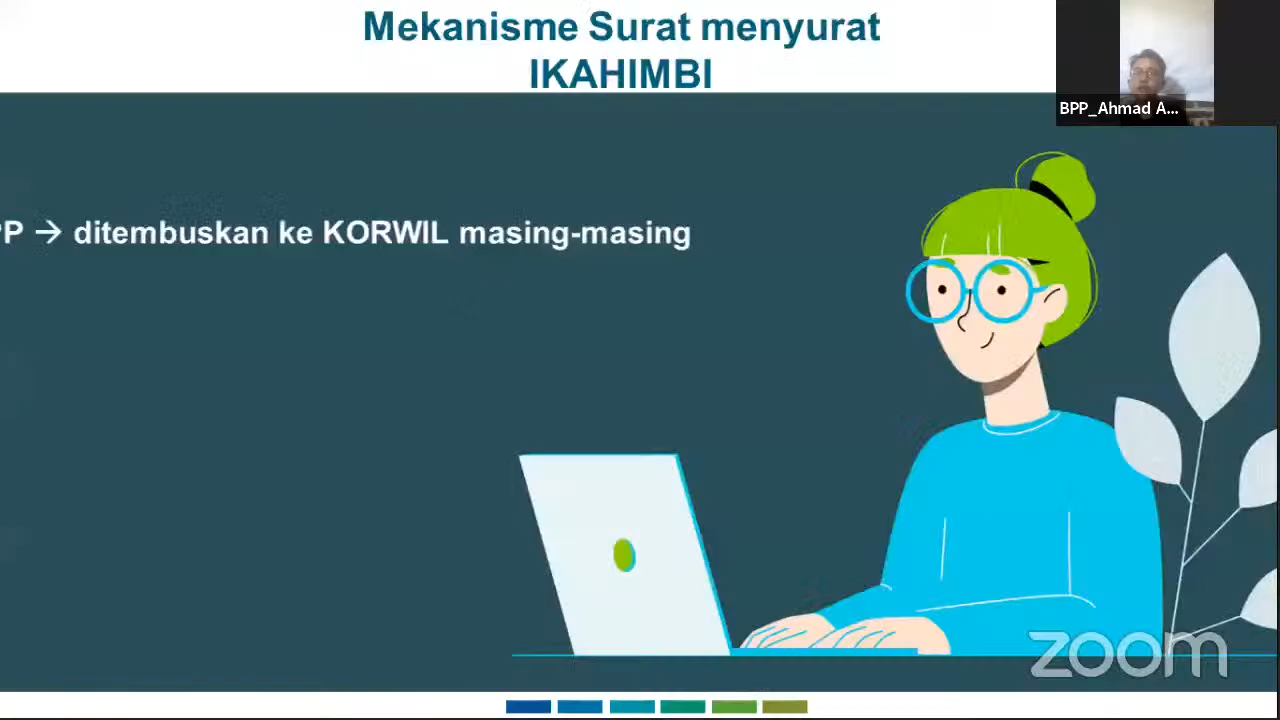 Mekanisme Surat menyurat
IKAHIMBI
BPP_Ahmad A...
P → ditembuskan ke KORWIL masing-masing
zoom